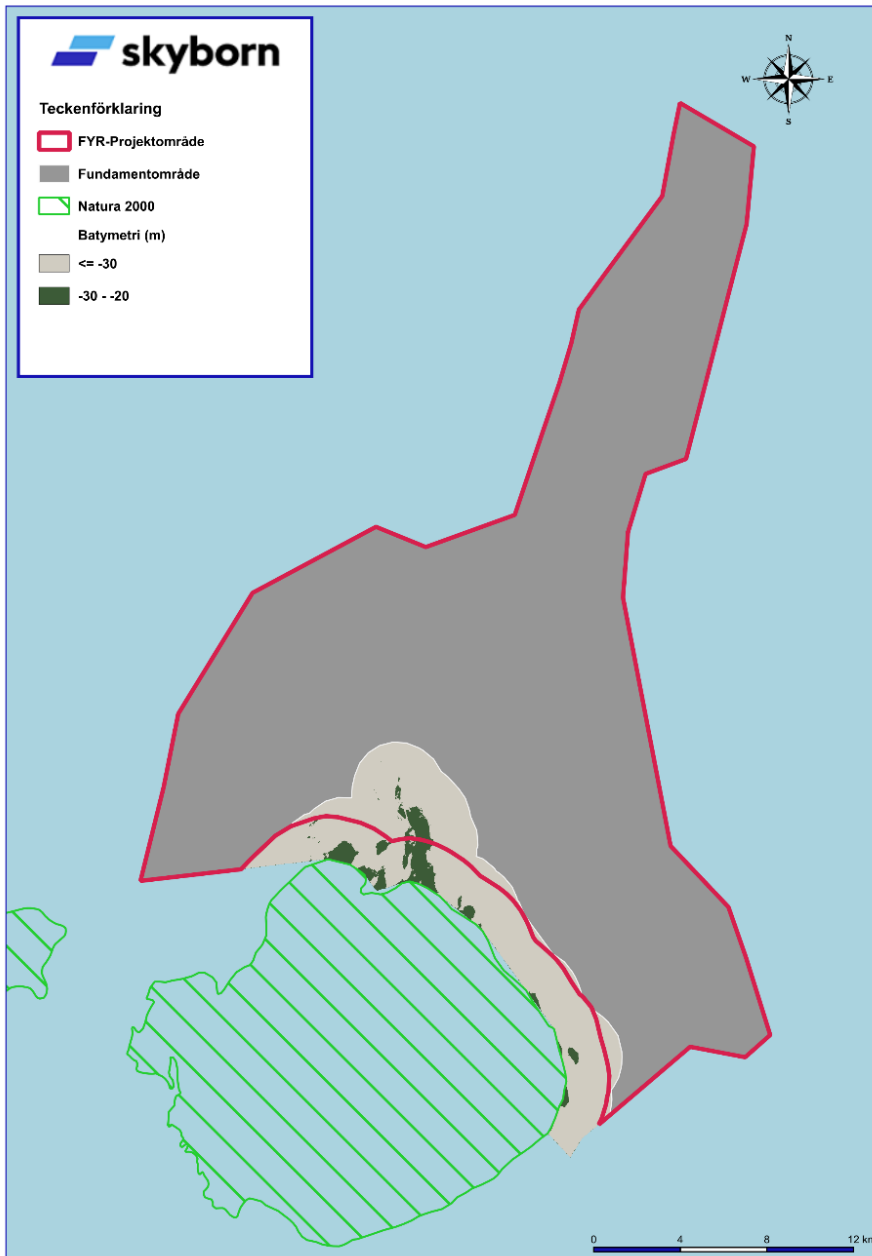 skyborn
Teckenförklaring
FYR-Projektområde
Fundamentområde
Natura 2000
Batymetri (m)
<= -30
-30 - -20
N
W E
S
0 4 8 12 km